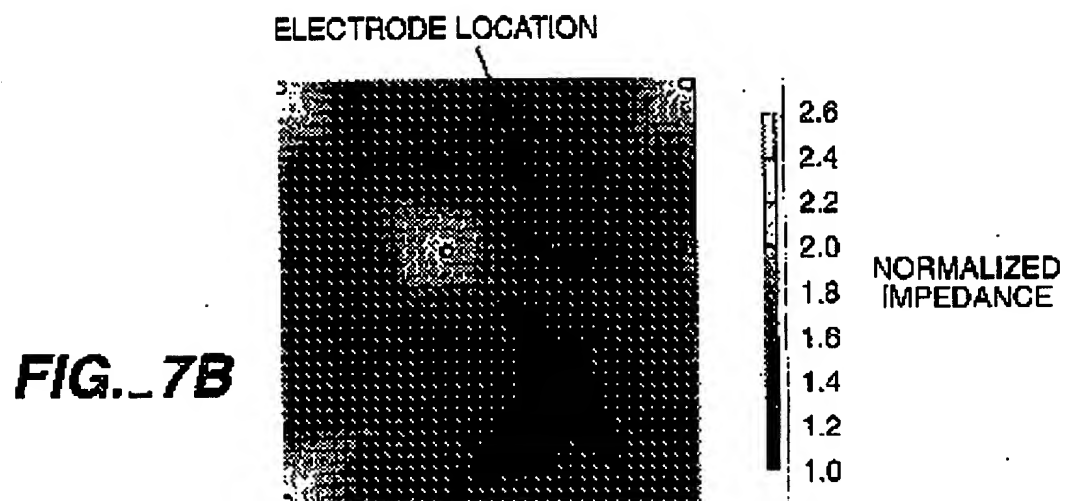 ELECTRODE LOCATION
2.6
2.4
2.2
2.0
1.8
1.6
1.4
1.2
1.0
NORMALIZED
IMPEDANCE
FIG._7B